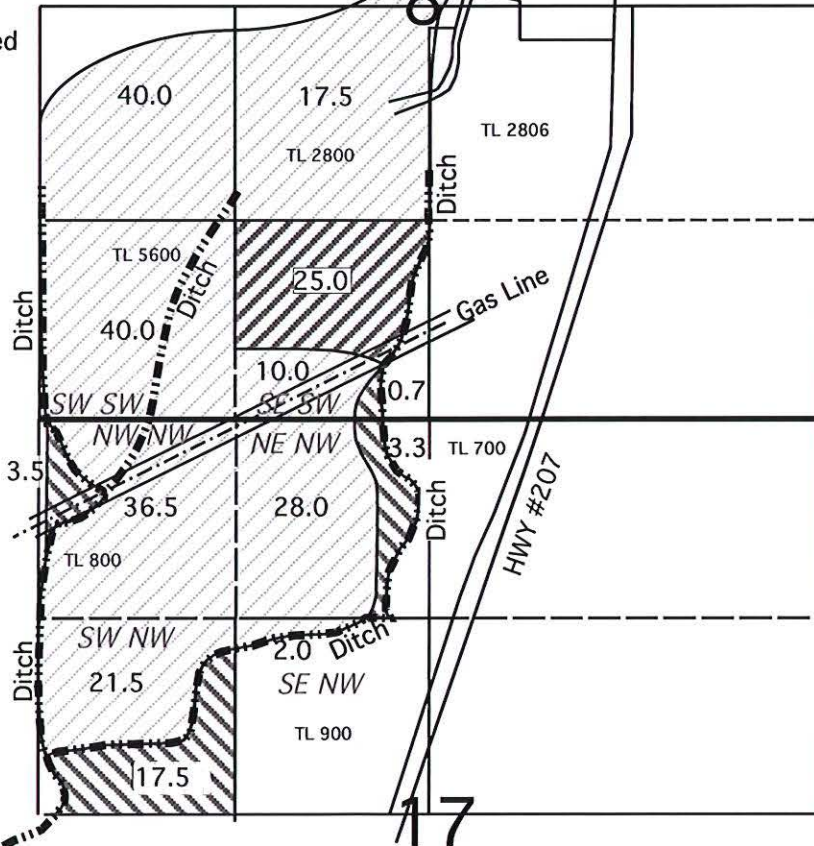 ed
40.0
17.5
TL 2800
TL 2806
Ditch
TL 5600
Ditch
25.0
Gas Line
Ditch
40.0
10.0
0.7
SW SW
SE SW
NW NW
NE NW
3.3
TL 700
3.5
36.5
28.0
Ditch
HWY #207
TL 800
SW NW
2.0
Ditch
Ditch
21.5
SE NW
TL 900
17.5
17